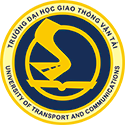 TRƯỜNG ĐẠI HỌC GIAO THÔNG VẬN TẢI
UNIVERSITY OF TRANSPORT AND COMMUNICATIONS